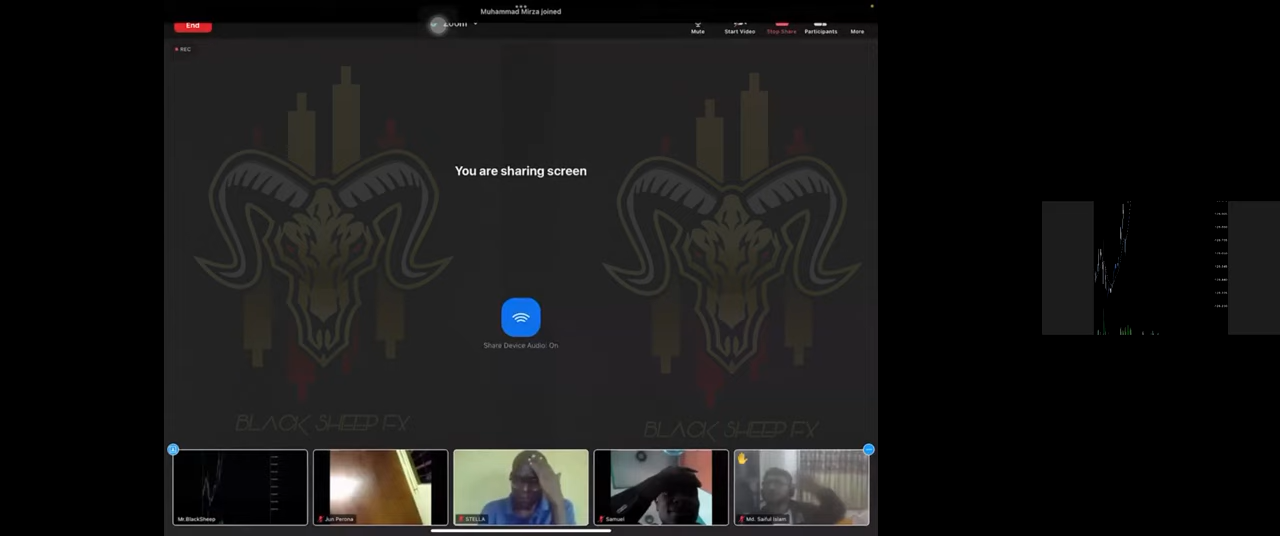 Muhammad Mirza joined
End
Zoom
Mute
Start Video
Stop Share
Participants
More
REC
You are sharing screen
Share Device Audio: On
BLACK SHEEP FX
BLACK SHEEP FX
Mr.BlackSheep
Jun Perona
STELLA
Samuel
Md. Saiful Islam